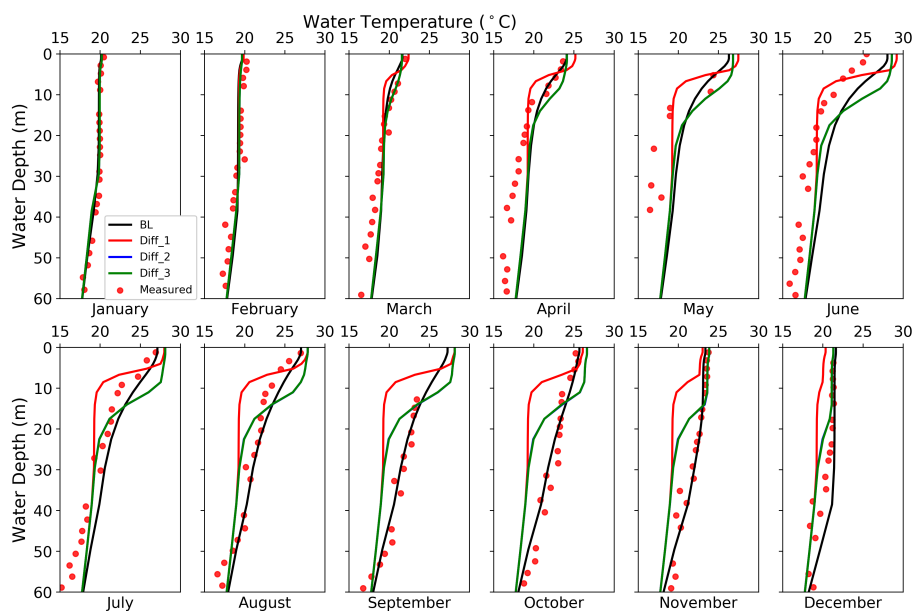 Water Temperature (°C)
15 20 25 30 15 20 25 30 15 20 25 30 15 20 25 30 15 20 25 30 15 20 25 30
0
10
20
30
40
50
60
Water Depth (m)
BL
Diff_1
Diff_2
Diff_3
Measured
January February March April May June
15 20 25 30 15 20 25 30 15 20 25 30 15 20 25 30 15 20 25 30 15 20 25 30
0
10
20
30
40
50
60
Water Depth (m)
July August September October November December